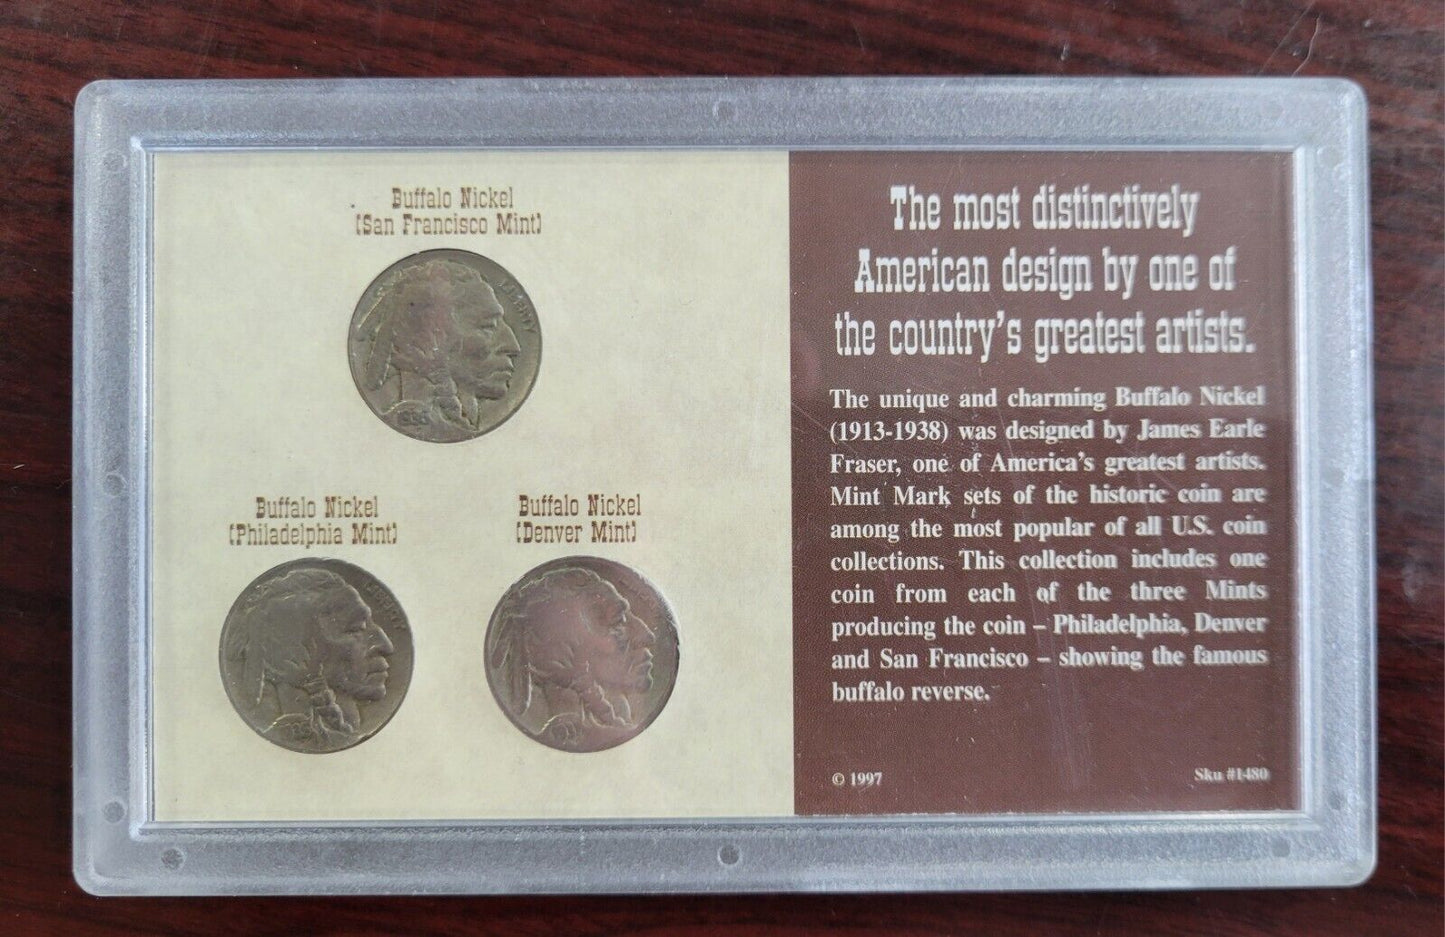 Buffalo Nickel
(San Francisco Mint)
LIBERTY
1936
Buffalo Nickel
(Philadelphia Mint)
LIBERTY
Buffalo Nickel
(Denver Mint)
The most distinctively
American design by one of
the country's greatest artists.
The unique and charming Buffalo Nickel
(1913-1938) was designed by James Earle
Fraser, one of America's greatest artists.
Mint Mark sets of the historic coin are
among the most popular of all U.S. coin
collections. This collection includes one
coin from each of the three Mints
producing the coin – Philadelphia, Denver
and San Francisco – showing the famous
buffalo reverse.
© 1997
Sku #1480